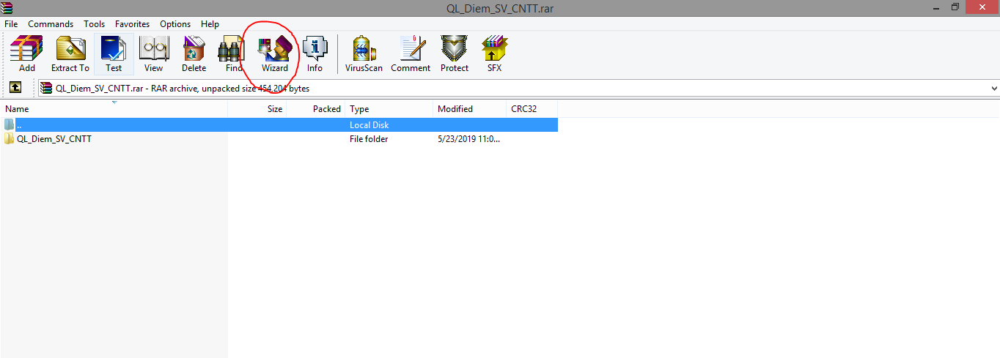 QL_Diem_SV_CNTT.rar
File Commands Tools Favorites Options Help
Add Extract To Test View Delete Find Wizard Info VirusScan Comment Protect SFX
QL_Diem_SV_CNTT.rar - RAR archive, unpacked size 454,204 bytes
Name Size Packed Type Modified CRC32
.. Local Disk
QL_Diem_SV_CNTT File folder 5/23/2019 11:0...